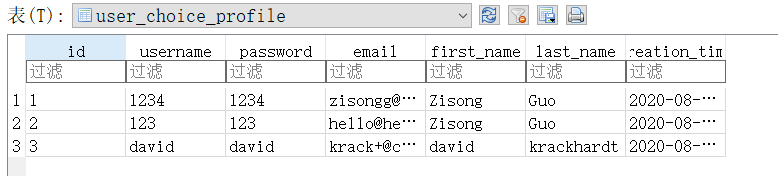 表(T): user_choice_profile
id username password email first_name last_name reation_tim
过滤 过滤 过滤 过滤 过滤 过滤 过滤
1 1 1234 1234 zisongg@… Zisong Guo 2020-08-…
2 2 123 123 hello@he… Zisong Guo 2020-08-…
3 3 david david krack+@c… david krackhardt 2020-08-…